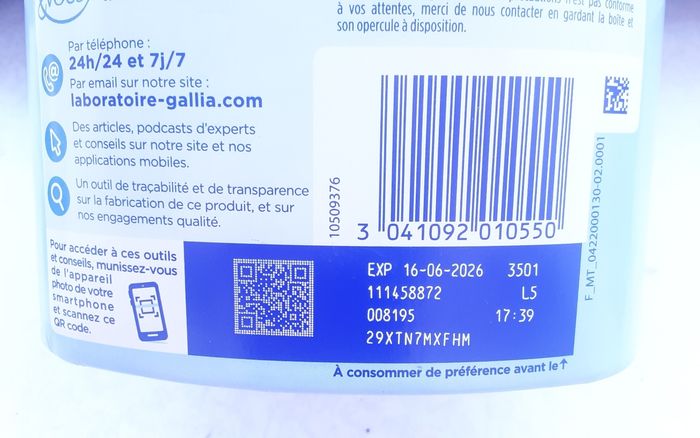 à vos attentes, merci de nous contacter en gardant la boîte et
son opercule à disposition.
Par téléphone :
24h/24 et 7j/7
Par email sur notre site :
laboratoire-gallia.com
Des articles, podcasts d'experts
et conseils sur notre site et nos
applications mobiles.
Un outil de traçabilité et de transparence
sur la fabrication de ce produit, et sur
nos engagements qualité.
Pour accéder à ces outils
et conseils, munissez-vous
de l'appareil
photo de votre
smartphone
et scannez ce
QR code.
10509376
3 041092 010550
F_MT_0422000130-02.0001
EXP 16-06-2026 3501
111458872 L5
008195 17:39
29XTN7MXFHM
À consommer de préférence avant le